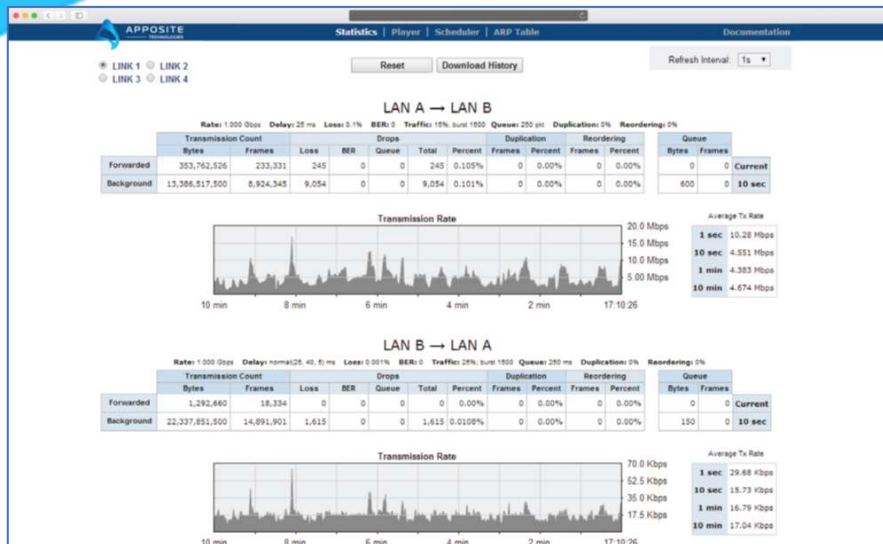 APPOSITE
TECHNOLOGIES
Statistics | Player | Scheduler | ARP Table
Documentation
LINK 1 LINK 2
LINK 3 LINK 4
Reset Download History
Refresh Interval: 1s
LAN A → LAN B
Rate: 1.000 Gbps Delay: 25 ms Loss: 0.1% BER: 0 Traffic: 15%; burst 1500 Queue: 250 pkt Duplication: 0% Reordering: 0%
Transmission Count Drops Duplication Reordering Queue
Bytes Frames Loss BER Queue Total Percent Frames Percent Frames Percent Bytes Frames
Forwarded 353,762,526 233,331 245 0 0 245 0.105% 0 0.00% 0 0.00% 0 0 Current
Background 13,386,517,500 8,924,345 9,054 0 0 9,054 0.101% 0 0.00% 0 0.00% 600 0 10 sec
Transmission Rate
20.0 Mbps
15.0 Mbps
10.0 Mbps
5.00 Mbps
10 min 8 min 6 min 4 min 2 min 17:10:26
Average Tx Rate
1 sec 10.28 Mbps
10 sec 4.551 Mbps
1 min 4.383 Mbps
10 min 4.674 Mbps
LAN B → LAN A
Rate: 1.000 Gbps Delay: normal(25, 40, 5) ms Loss: 0.001% BER: 0 Traffic: 25%; burst 1500 Queue: 250 ms Duplication: 0% Reordering: 0%
Transmission Count Drops Duplication Reordering Queue
Bytes Frames Loss BER Queue Total Percent Frames Percent Frames Percent Bytes Frames
Forwarded 1,292,660 18,334 0 0 0 0 0.00% 0 0.00% 0 0.00% 0 0 Current
Background 22,337,851,500 14,891,901 1,615 0 0 1,615 0.0108% 0 0.00% 0 0.00% 150 0 10 sec
Transmission Rate
70.0 Kbps
52.5 Kbps
35.0 Kbps
17.5 Kbps
10 min 8 min 6 min 4 min 2 min 17:10:26
Average Tx Rate
1 sec 29.68 Kbps
10 sec 15.73 Kbps
1 min 16.79 Kbps
10 min 17.04 Kbps